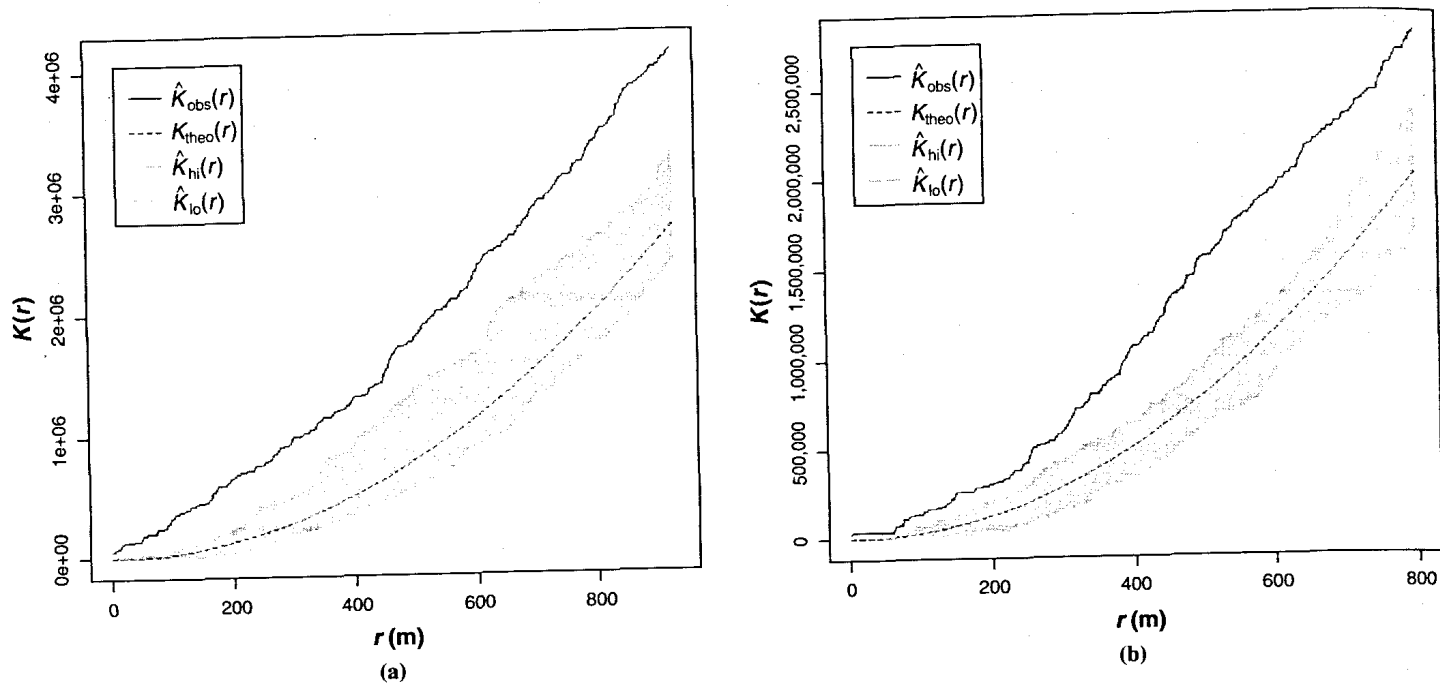 K̂obs(r)
Ktheo(r)
K̂hi(r)
K̂lo(r)
K(r)
0e+00
1e+06
2e+06
3e+06
4e+06
0
200
400
600
800
r (m)
(a)
K̂obs(r)
Ktheo(r)
K̂hi(r)
K̂lo(r)
K(r)
0
500,000
1,000,000
1,500,000
2,000,000
2,500,000
0
200
400
600
800
r (m)
(b)